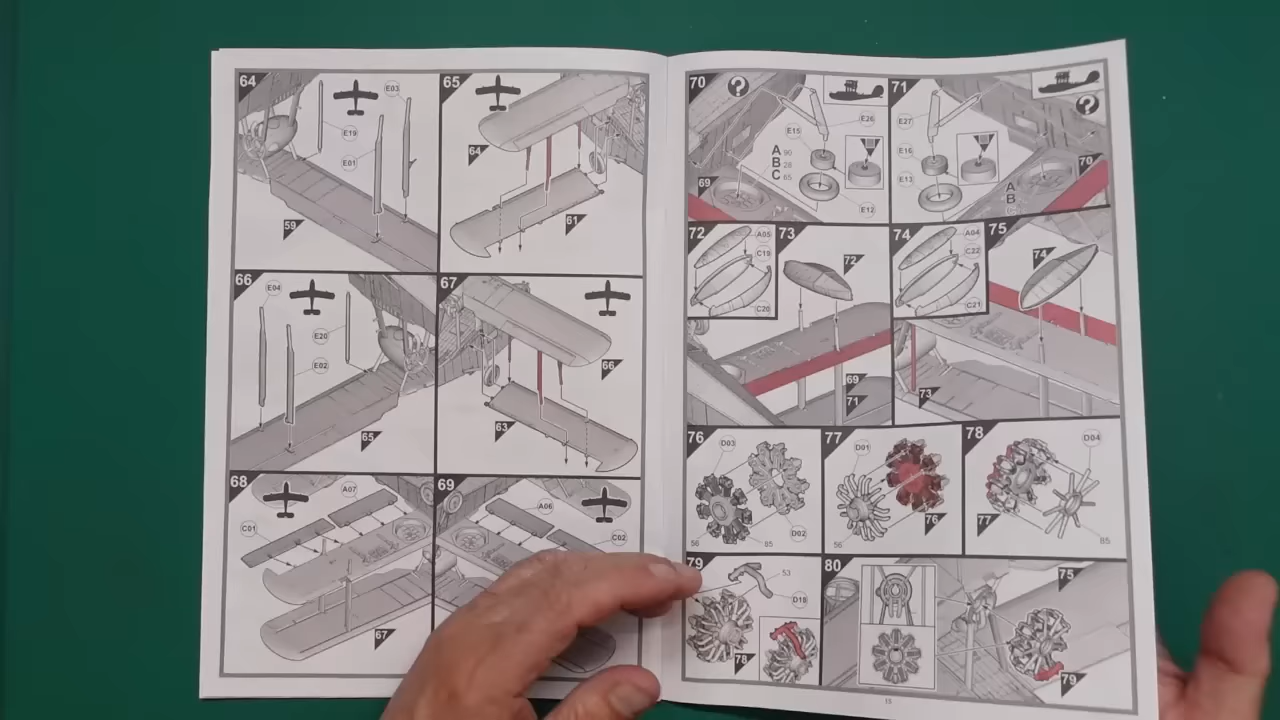 64
E03
E19
E01
59
65
64
61
66
E04
E20
E02
65
67
66
63
68
A07
C01
67
69
A06
C02
70
?
E26
E15
A 90
B 28
C 65
69
E12
71
?
E27
E16
E13
70
A
B
72
A05
C19
C20
73
72
69
71
74
A04
C22
C21
75
74
73
76
D03
D02
56
85
77
D01
76
56
78
D04
77
85
79
53
D18
78
80
75
79
15